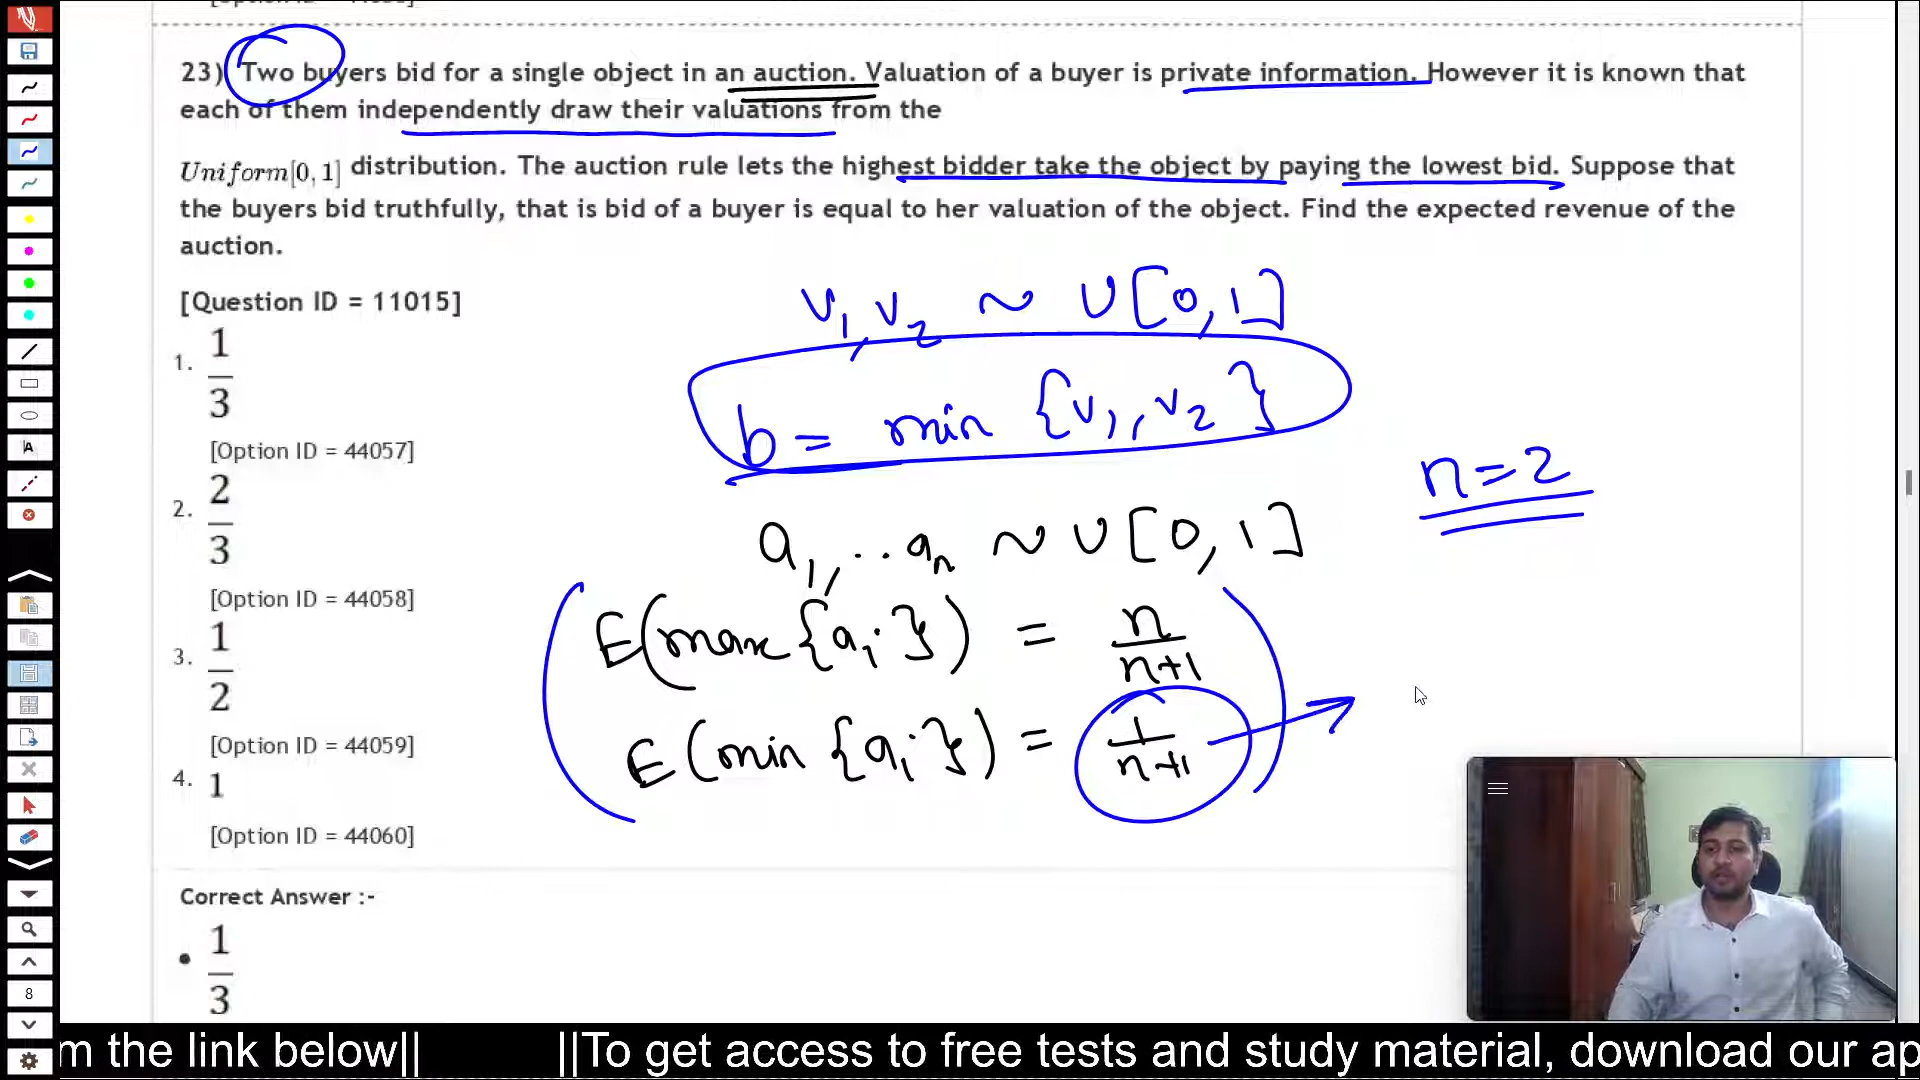 23) Two buyers bid for a single object in an auction. Valuation of a buyer is private information. However it is known that
each of them independently draw their valuations from the
Uniform[0, 1] distribution. The auction rule lets the highest bidder take the object by paying the lowest bid. Suppose that
the buyers bid truthfully, that is bid of a buyer is equal to her valuation of the object. Find the expected revenue of the
auction.
[Question ID = 11015]
1. 1/3
[Option ID = 44057]
2. 2/3
[Option ID = 44058]
3. 1/2
[Option ID = 44059]
4. 1
[Option ID = 44060]
v1, v2 ~ U[0, 1]
b = min {v1, v2}
n=2
a1, .. an ~ U[0, 1]
E(max{ai}) = n/n+1
E(min {ai}) = 1/n+1
Correct Answer :-
• 1/3
A
8
m the link below|| ||To get access to free tests and study material, download our ap